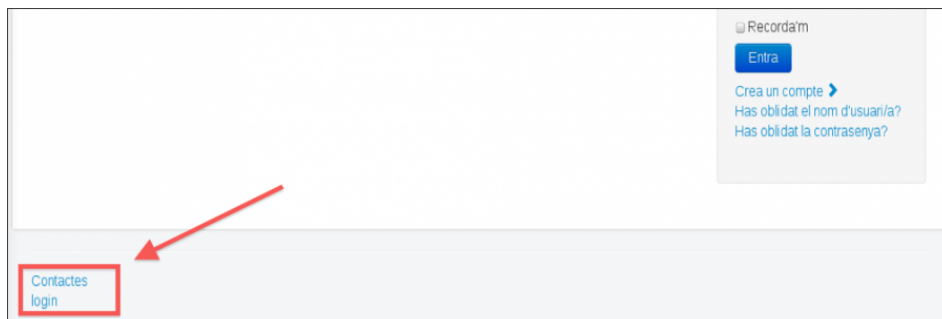 Recorda'm
Entra
Crea un compte
Has oblidat el nom d'usuari/a?
Has oblidat la contrasenya?
Contactes
login